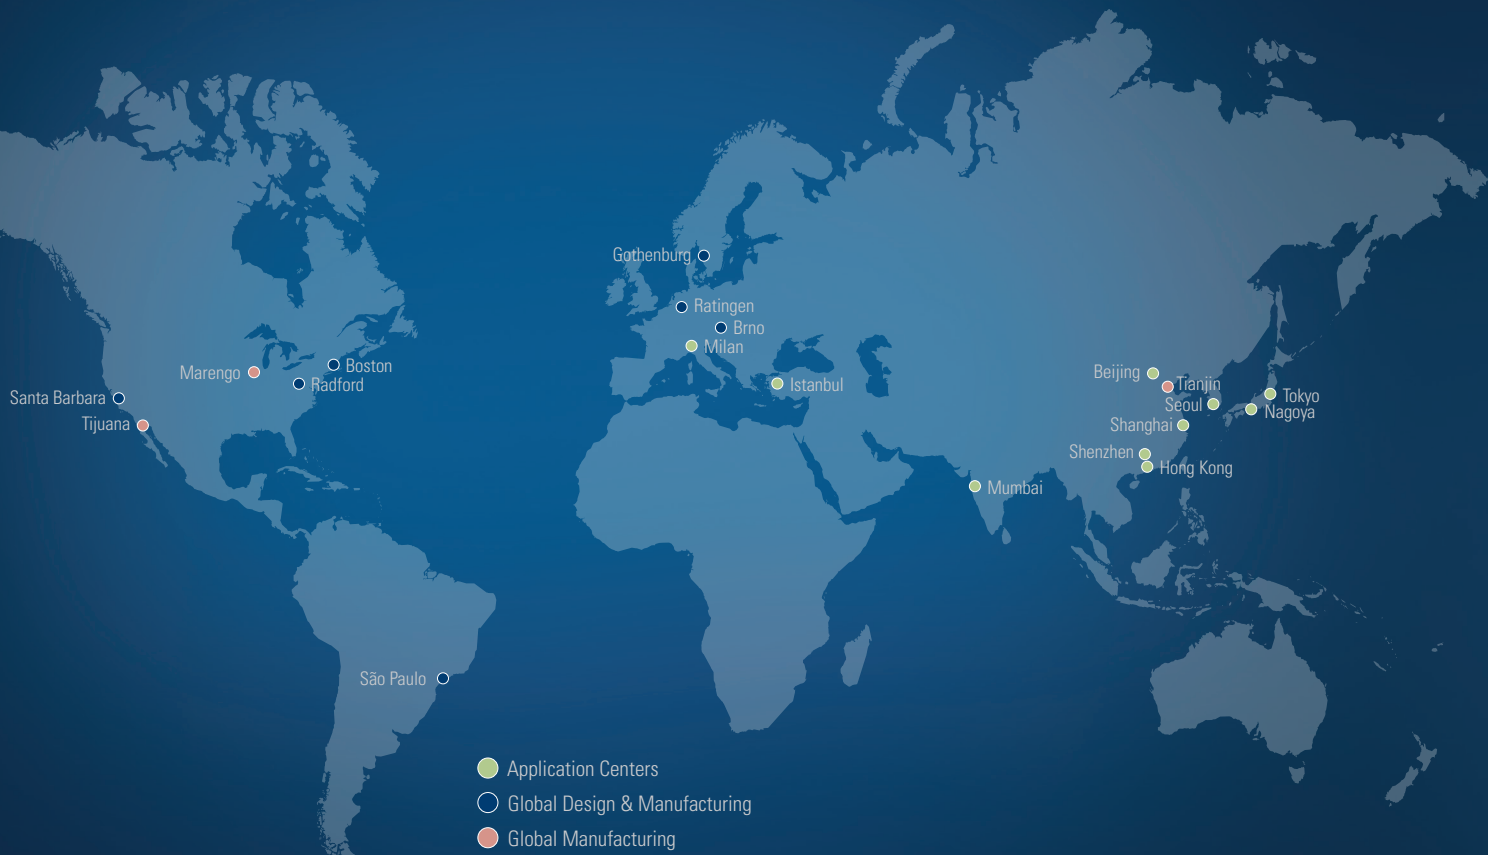 Gothenburg
Ratingen
Brno
Milan
Boston
Marengo
Radford
Istanbul
Santa Barbara
Tijuana
Beijing
Tianjin
Seoul
Tokyo
Nagoya
Shanghai
Shenzhen
Hong Kong
Mumbai
São Paulo
Application Centers
Global Design & Manufacturing
Global Manufacturing